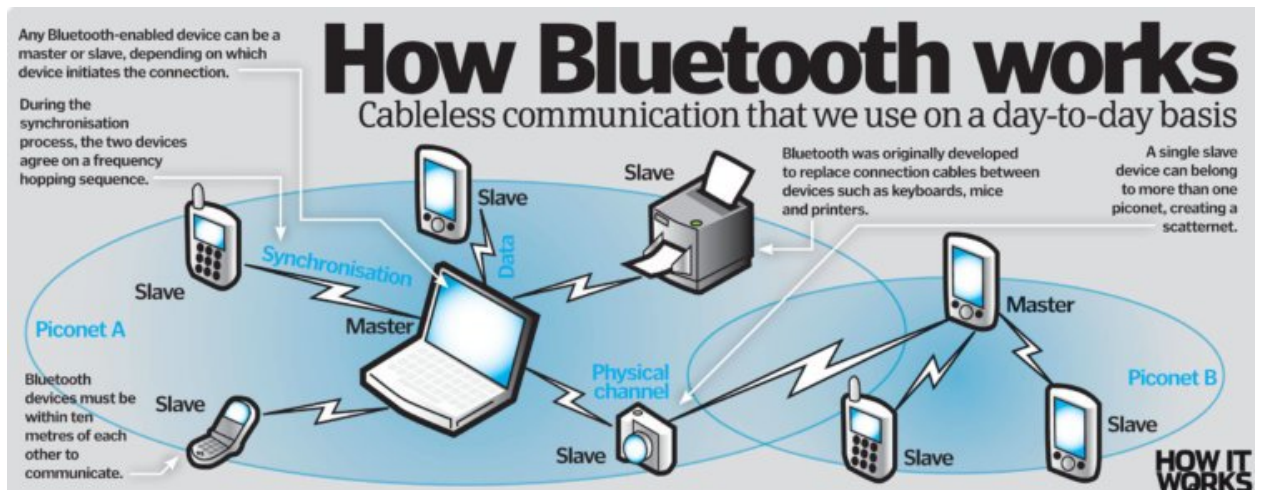 How Bluetooth works
Cableless communication that we use on a day-to-day basis
Any Bluetooth-enabled device can be a
master or slave, depending on which
device initiates the connection.
During the
synchronisation
process, the two devices
agree on a frequency
hopping sequence.
Bluetooth was originally developed
to replace connection cables between
devices such as keyboards, mice
and printers.
A single slave
device can belong
to more than one
piconet, creating a
scatternet.
Slave
Slave
Slave
Synchronisation
Data
Slave
Master
Master
Piconet A
Physical
channel
Piconet B
Bluetooth
devices must be
within ten
metres of each
other to
communicate.
Slave
Slave
Slave
Slave
HOW IT
WORKS